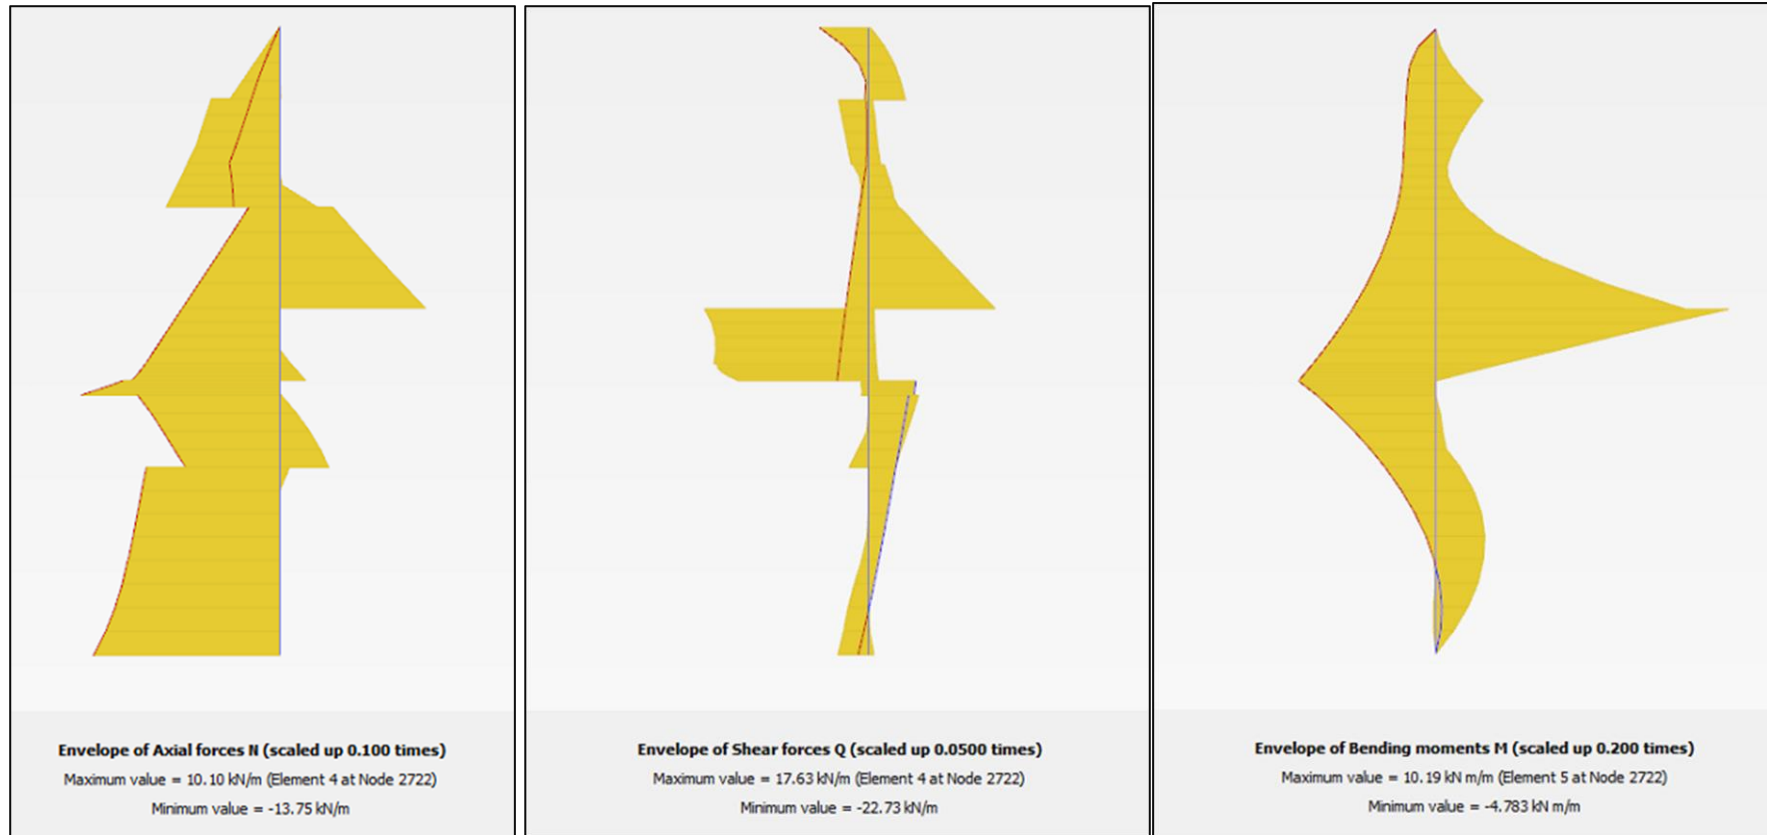 Envelope of Axial forces N (scaled up 0.100 times)
Maximum value = 10.10 kN/m (Element 4 at Node 2722)
Minimum value = -13.75 kN/m
Envelope of Shear forces Q (scaled up 0.0500 times)
Maximum value = 17.63 kN/m (Element 4 at Node 2722)
Minimum value = -22.73 kN/m
Envelope of Bending moments M (scaled up 0.200 times)
Maximum value = 10.19 kN m/m (Element 5 at Node 2722)
Minimum value = -4.783 kN m/m